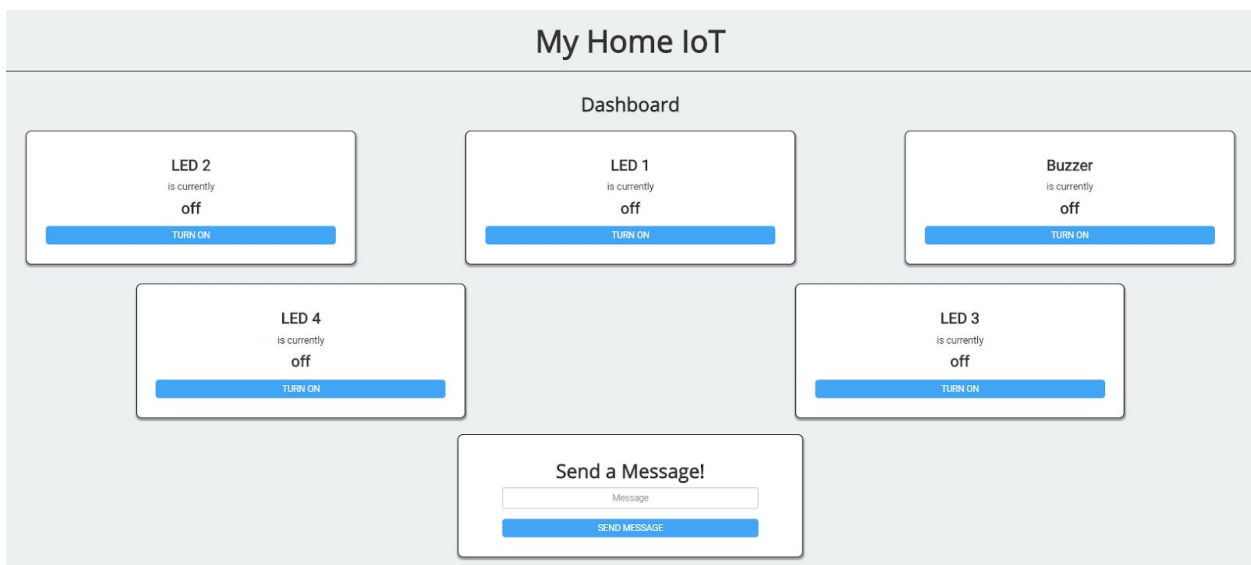 My Home IoT
Dashboard
LED 2
is currently
off
TURN ON
LED 1
is currently
off
TURN ON
Buzzer
is currently
off
TURN ON
LED 4
is currently
off
TURN ON
LED 3
is currently
off
TURN ON
Send a Message!
Message
SEND MESSAGE